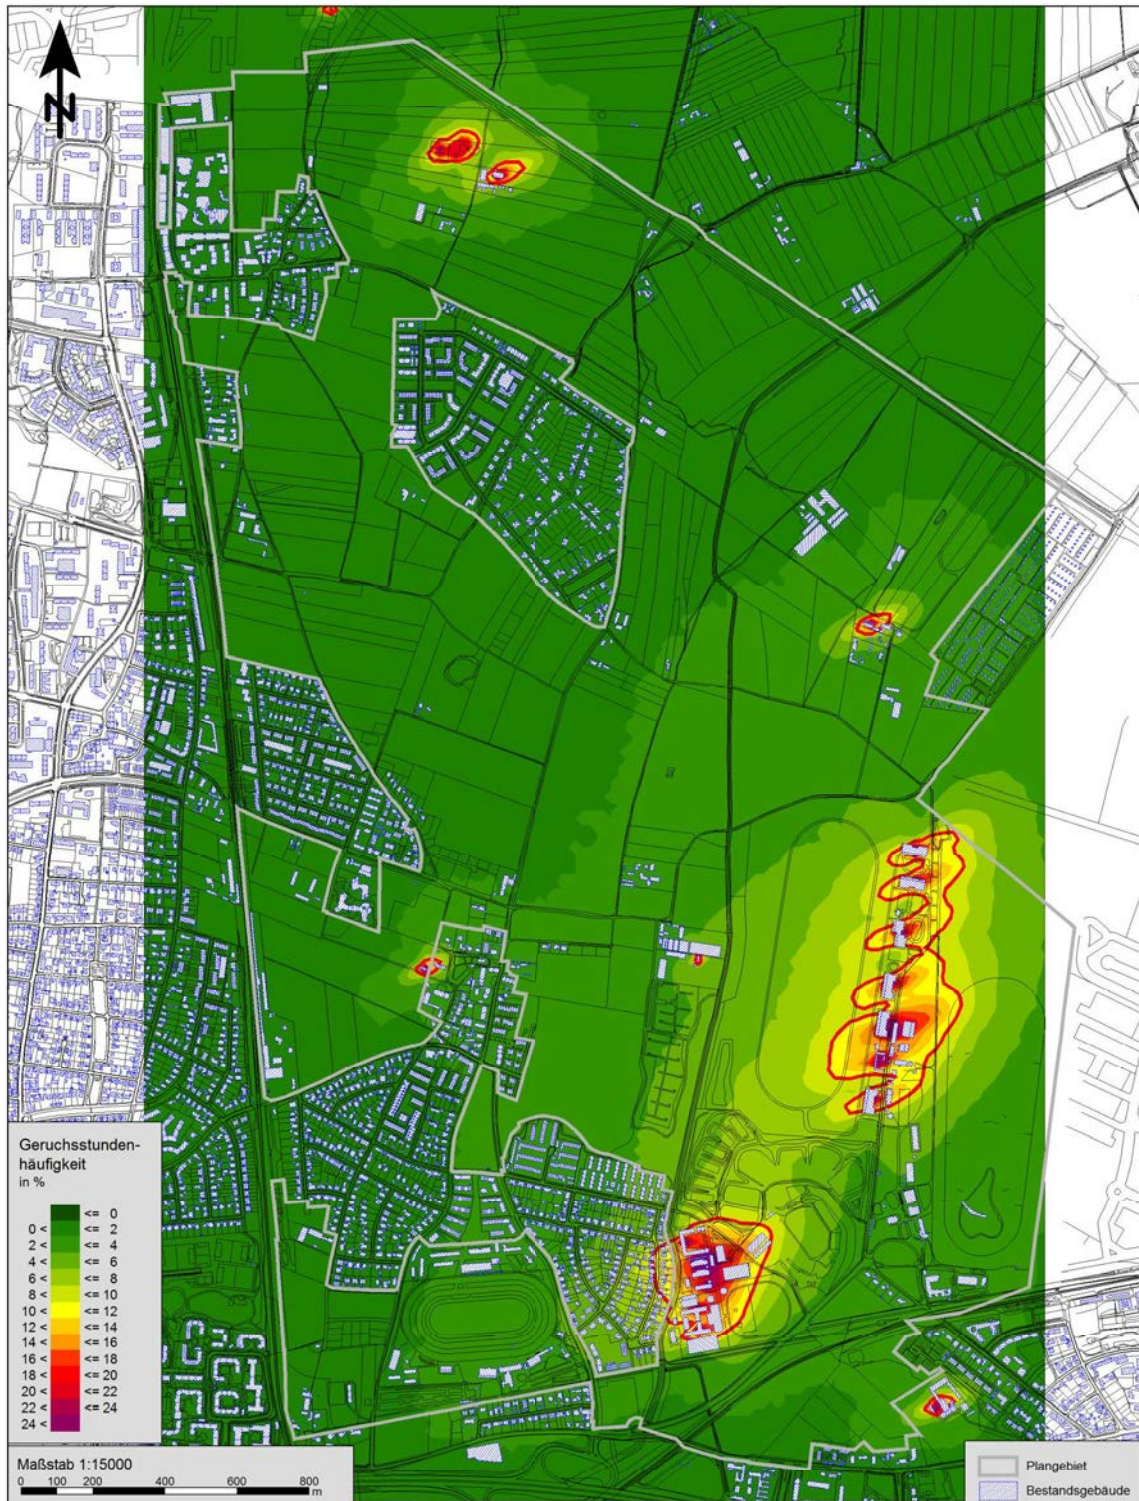 N
Geruchsstunden-
häufigkeit
in %
<= 0
0 < <= 2
2 < <= 4
4 < <= 6
6 < <= 8
8 < <= 10
10 < <= 12
12 < <= 14
14 < <= 16
16 < <= 18
18 < <= 20
20 < <= 22
22 < <= 24
24 <
Maßstab 1:15000
0 100 200 400 600 800
m
Plangebiet
Bestandsgebäude